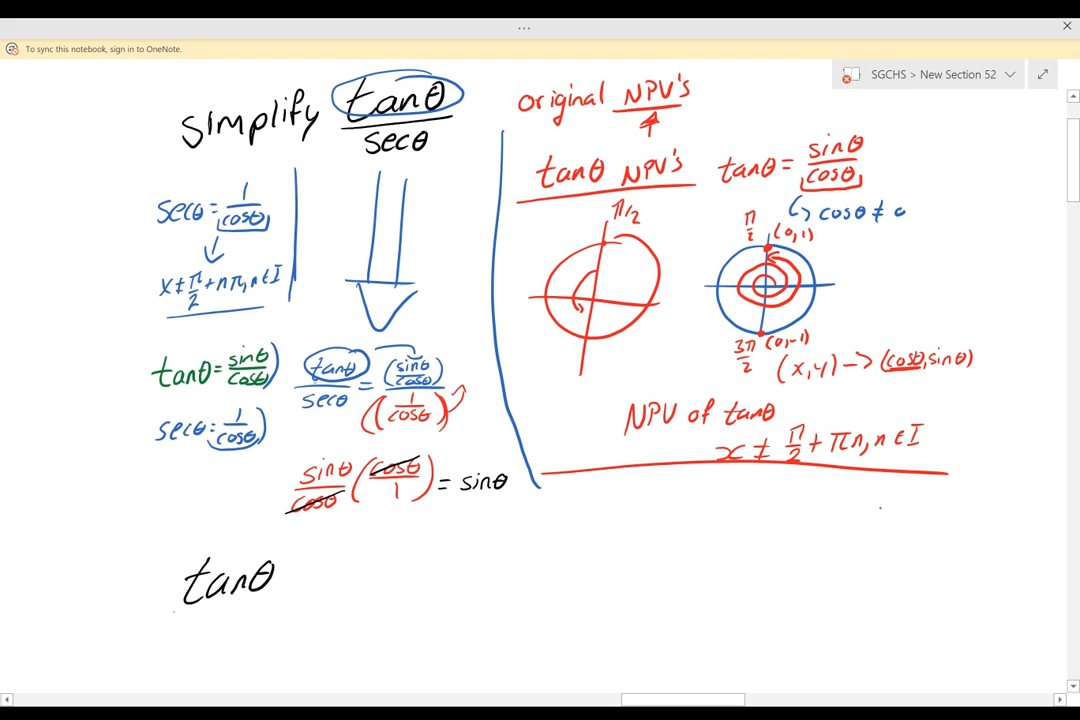 ...
To sync this notebook, sign in to OneNote.
SGCHS > New Section 52
simplify tanθ/secθ
secθ = 1/cosθ
x ≠ π/2 + nπ, n ∈ I
tanθ = sinθ/cosθ
secθ = 1/cosθ
tanθ/secθ = (sinθ/cosθ)/(1/cosθ)
sinθ/cosθ (cosθ/1) = sinθ
tanθ
original NPV's
tanθ NPV's
π/2
tanθ = sinθ/cosθ
↳ cosθ ≠ 0
π/2 (0,1)
3π/2 (0,-1)
(x,y) -> (cosθ, sinθ)
NPV of tanθ
x ≠ π/2 + πn, n ∈ I